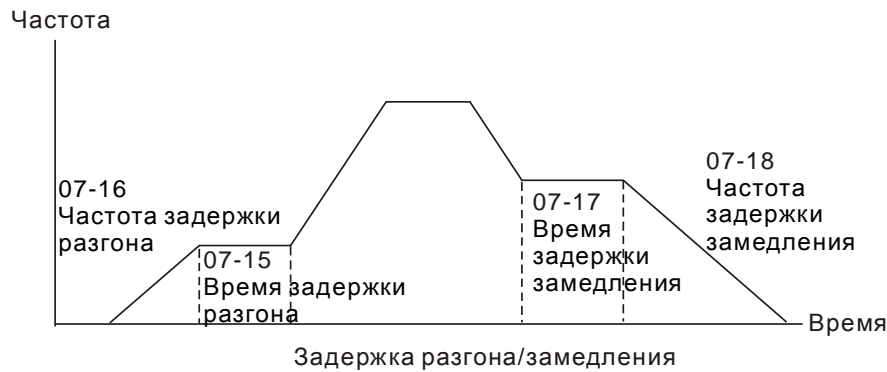 Частота
07-16
Частота задержки
разгона
07-15
Время задержки
разгона
07-17
Время
задержки
замедления
07-18
Частота
задержки
замедления
Время
Задержка разгона/замедления